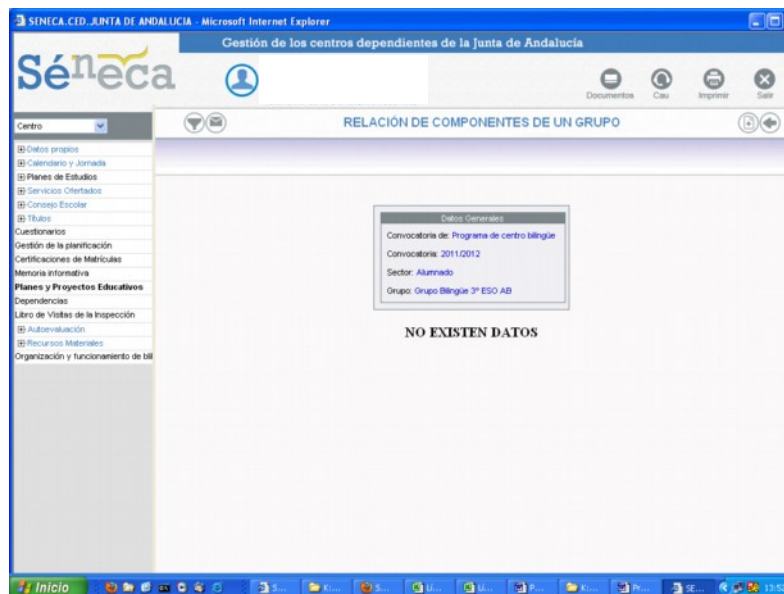 SENECA.CED.JUNTA DE ANDALUCIA - Microsoft Internet Explorer
Gestión de los centros dependientes de la Junta de Andalucía
Séneca
Documentos Cau Imprimir Salir
Centro
RELACIÓN DE COMPONENTES DE UN GRUPO
Datos propios
Calendario y Jornada
Planes de Estudios
Servicios Ofertados
Consejo Escolar
Títulos
Cuestionarios
Gestión de la planificación
Certificaciones de Matrículas
Memoria informativa
Planes y Proyectos Educativos
Dependencias
Libro de Visitas de la Inspección
Autoevaluación
Recursos Materiales
Organización y funcionamiento de bil
Datos Generales
Convocatoria de: Programa de centro bilingüe
Convocatoria: 2011/2012
Sector: Alumnado
Grupo: Grupo Bilingüe 3º ESO AB
NO EXISTEN DATOS
Inicio S... K:... S... U... U... P... K:... Pr... SE... 13:52